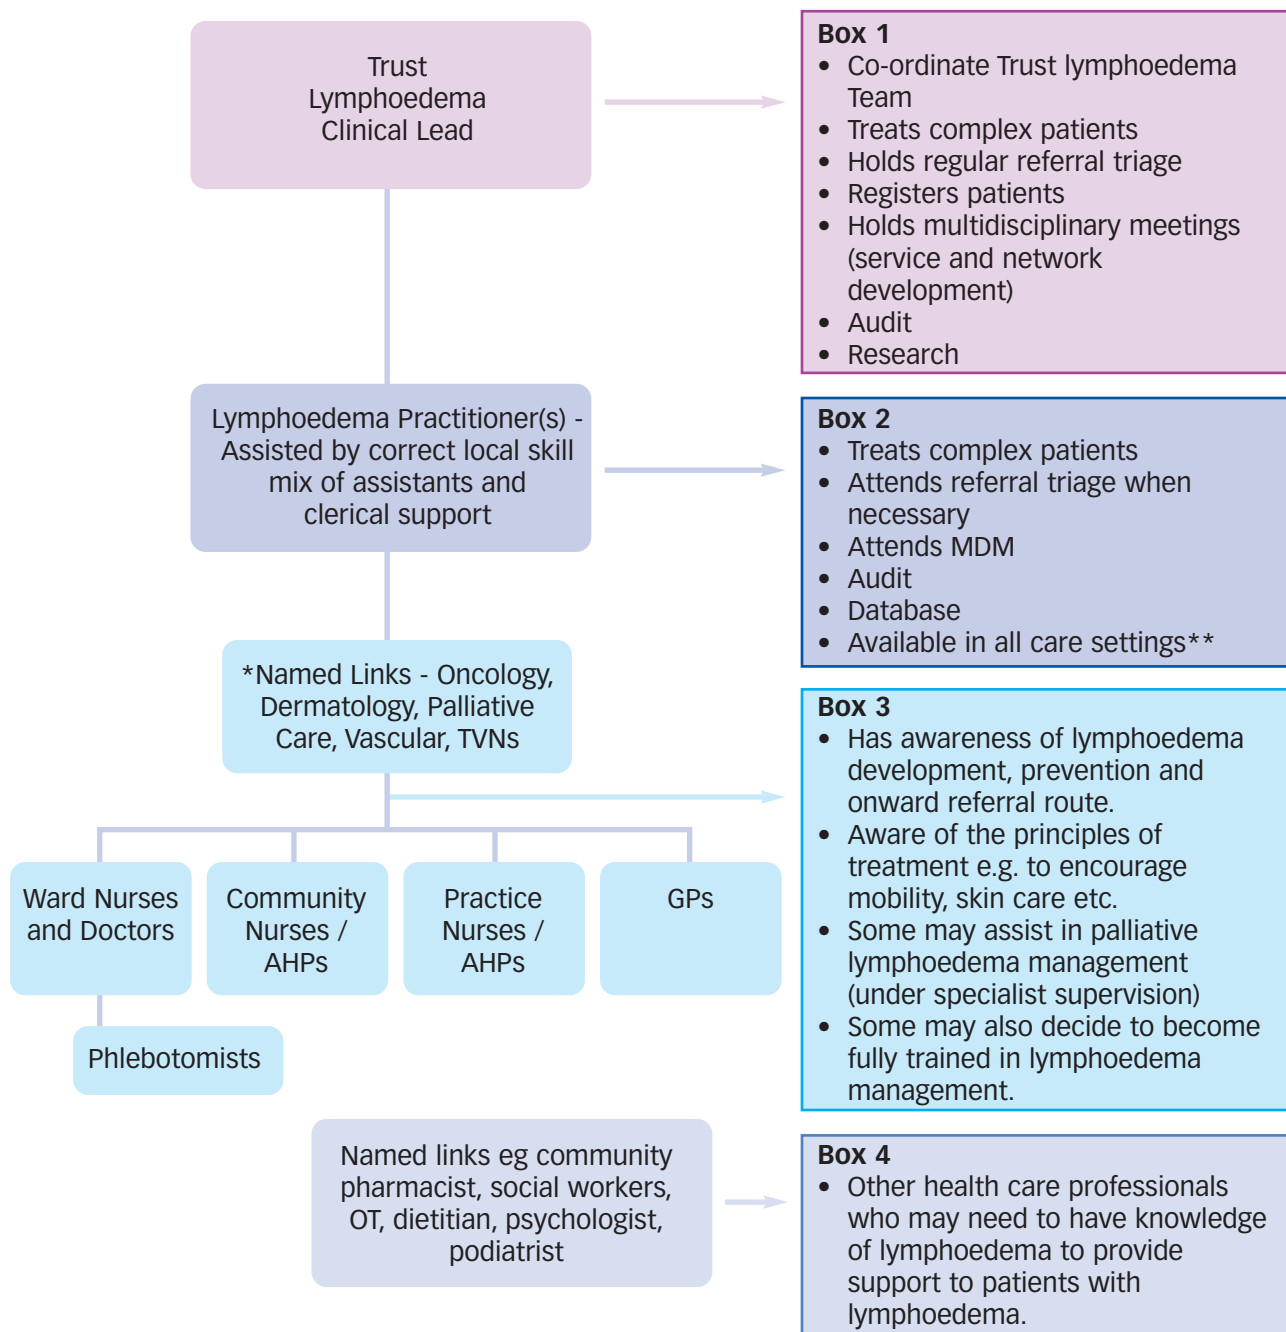 Trust
Lymphoedema
Clinical Lead
Box 1
• Co-ordinate Trust lymphoedema
Team
• Treats complex patients
• Holds regular referral triage
• Registers patients
• Holds multidisciplinary meetings
(service and network
development)
• Audit
• Research
Lymphoedema Practitioner(s) -
Assisted by correct local skill
mix of assistants and
clerical support
Box 2
• Treats complex patients
• Attends referral triage when
necessary
• Attends MDM
• Audit
• Database
• Available in all care settings**
*Named Links - Oncology,
Dermatology, Palliative
Care, Vascular, TVNs
Box 3
• Has awareness of lymphoedema
development, prevention and
onward referral route.
• Aware of the principles of
treatment e.g. to encourage
mobility, skin care etc.
• Some may assist in palliative
lymphoedema management
(under specialist supervision)
• Some may also decide to become
fully trained in lymphoedema
management.
Ward Nurses
and Doctors
Community
Nurses /
AHPs
Practice
Nurses /
AHPs
GPs
Phlebotomists
Named links eg community
pharmacist, social workers,
OT, dietitian, psychologist,
podiatrist
Box 4
• Other health care professionals
who may need to have knowledge
of lymphoedema to provide
support to patients with
lymphoedema.